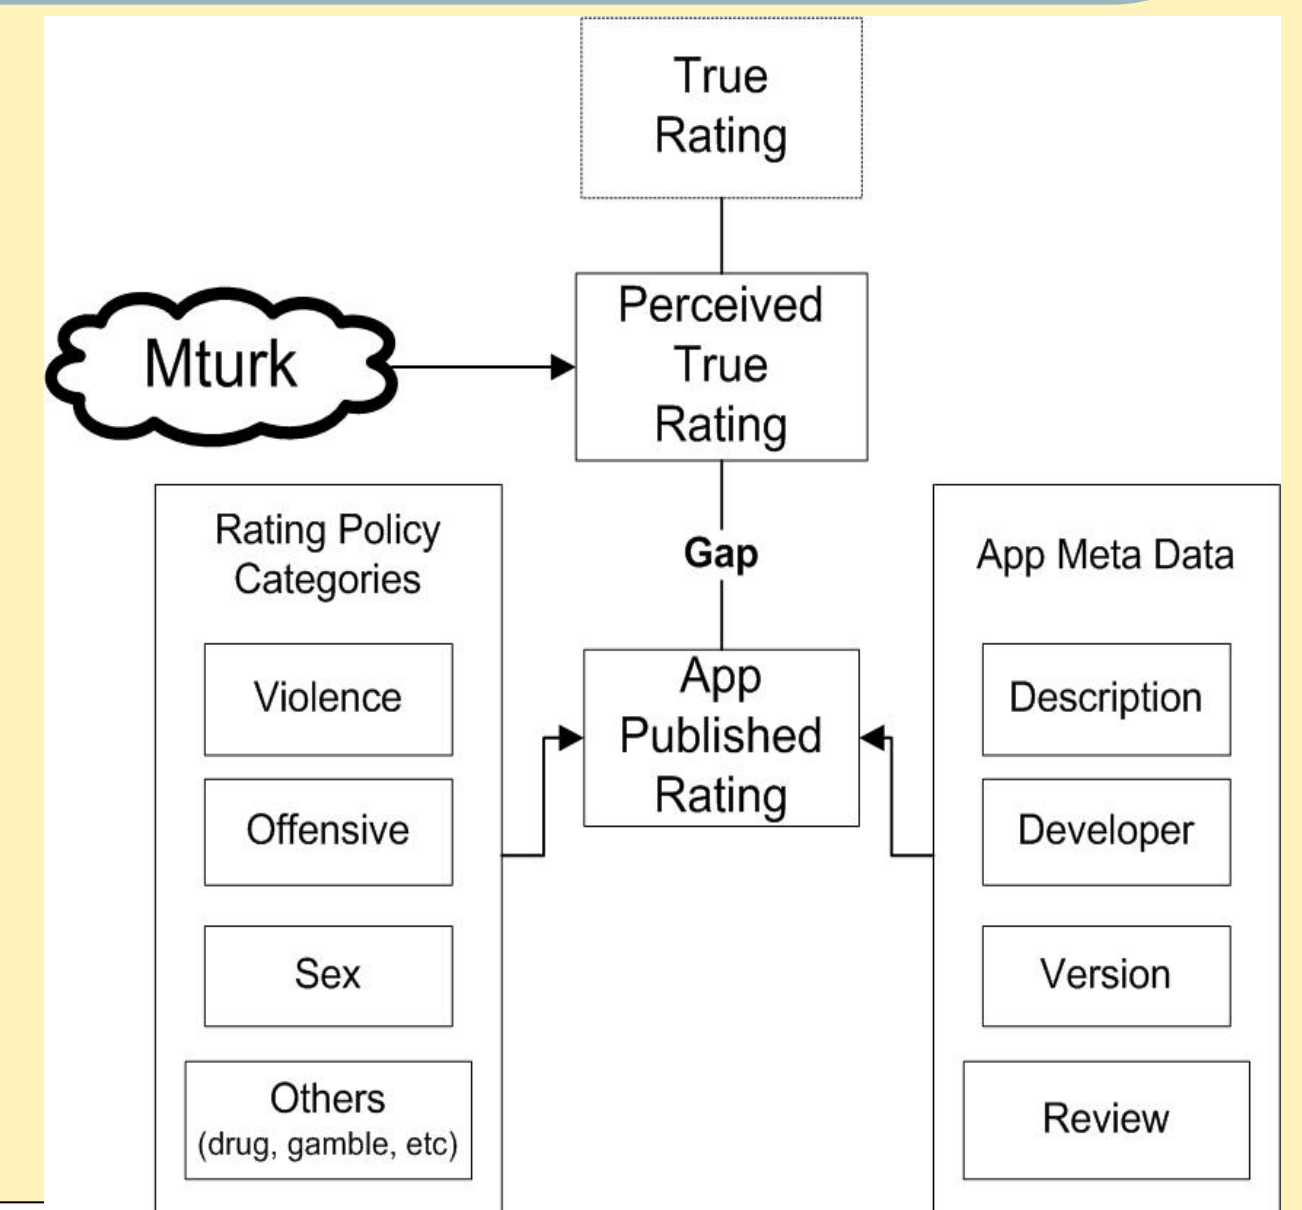 True
Rating
Mturk
Perceived
True
Rating
Gap
Rating Policy
Categories
Violence
Offensive
Sex
Others
(drug, gamble, etc)
App
Published
Rating
App Meta Data
Description
Developer
Version
Review